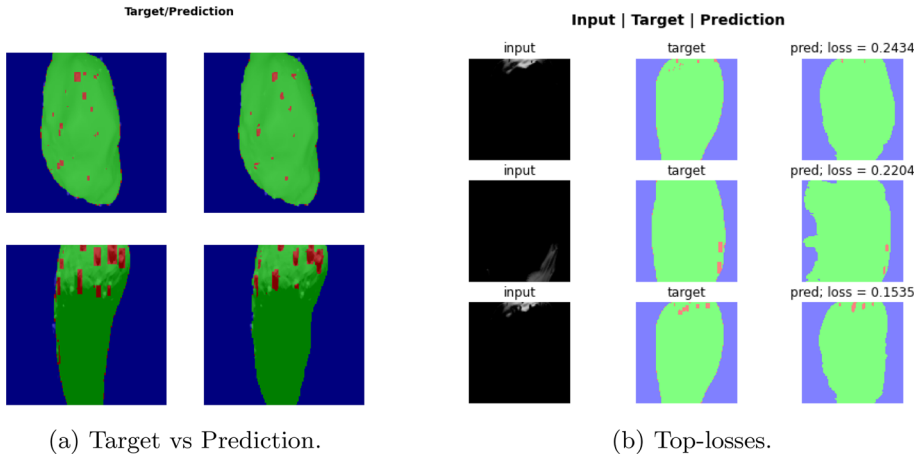 Target/Prediction
Input | Target | Prediction
input target pred; loss = 0.2434
input target pred; loss = 0.2204
input target pred; loss = 0.1535
(a) Target vs Prediction.
(b) Top-losses.